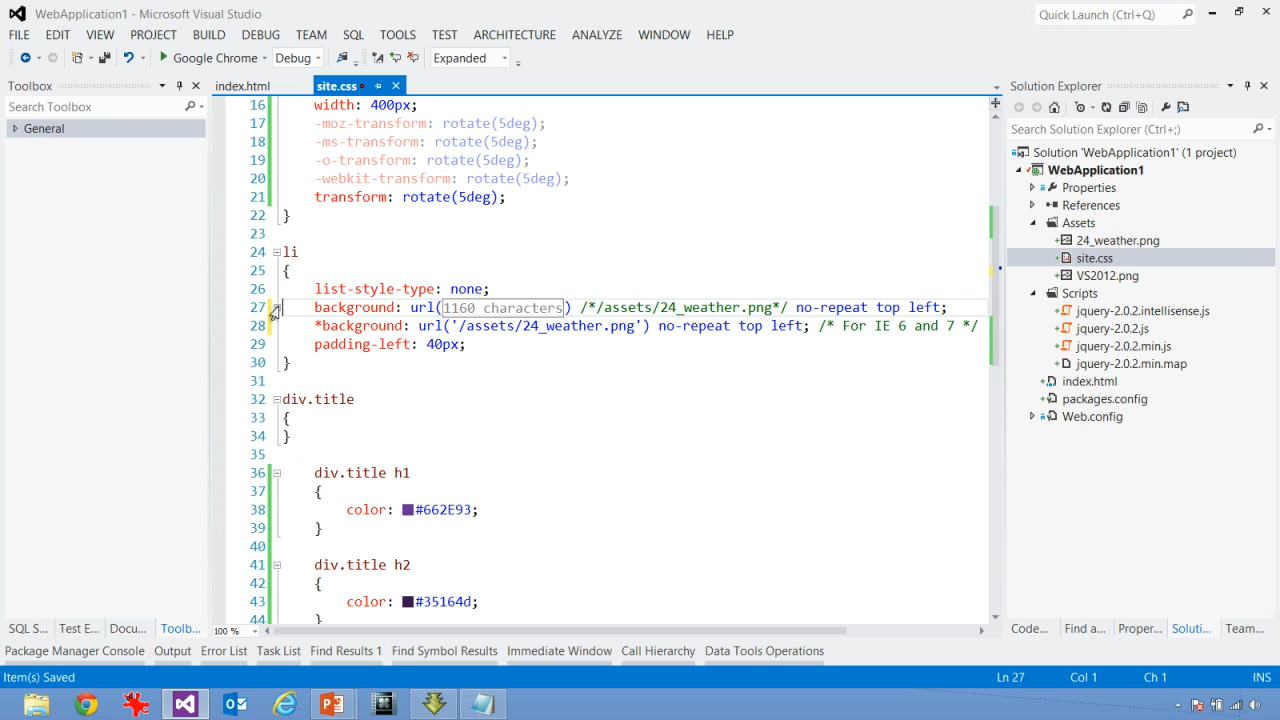 WebApplication1 - Microsoft Visual Studio
Quick Launch (Ctrl+Q)
FILE EDIT VIEW PROJECT BUILD DEBUG TEAM SQL TOOLS TEST ARCHITECTURE ANALYZE WINDOW HELP
Google Chrome Debug Expanded
Toolbox
Search Toolbox
General
index.html site.css
16 width: 400px;
17 -moz-transform: rotate(5deg);
18 -ms-transform: rotate(5deg);
19 -o-transform: rotate(5deg);
20 -webkit-transform: rotate(5deg);
21 transform: rotate(5deg);
22 }
23
24 li
25 {
26 list-style-type: none;
27 background: url(1160 characters) /*/assets/24_weather.png*/ no-repeat top left;
28 *background: url('/assets/24_weather.png') no-repeat top left; /* For IE 6 and 7 */
29 padding-left: 40px;
30 }
31
32 div.title
33 {
34 }
35
36 div.title h1
37 {
38 color: #662E93;
39 }
40
41 div.title h2
42 {
43 color: #35164d;
44 }
100 %
Solution Explorer
Search Solution Explorer (Ctrl+;)
Solution 'WebApplication1' (1 project)
WebApplication1
Properties
References
Assets
24_weather.png
site.css
VS2012.png
Scripts
jquery-2.0.2.intellisense.js
jquery-2.0.2.js
jquery-2.0.2.min.js
jquery-2.0.2.min.map
index.html
packages.config
Web.config
SQL S... Test E... Docu... Toolb...
Code... Find a... Proper... Soluti... Team...
Package Manager Console Output Error List Task List Find Results 1 Find Symbol Results Immediate Window Call Hierarchy Data Tools Operations
Item(s) Saved Ln 27 Col 1 Ch 1 INS